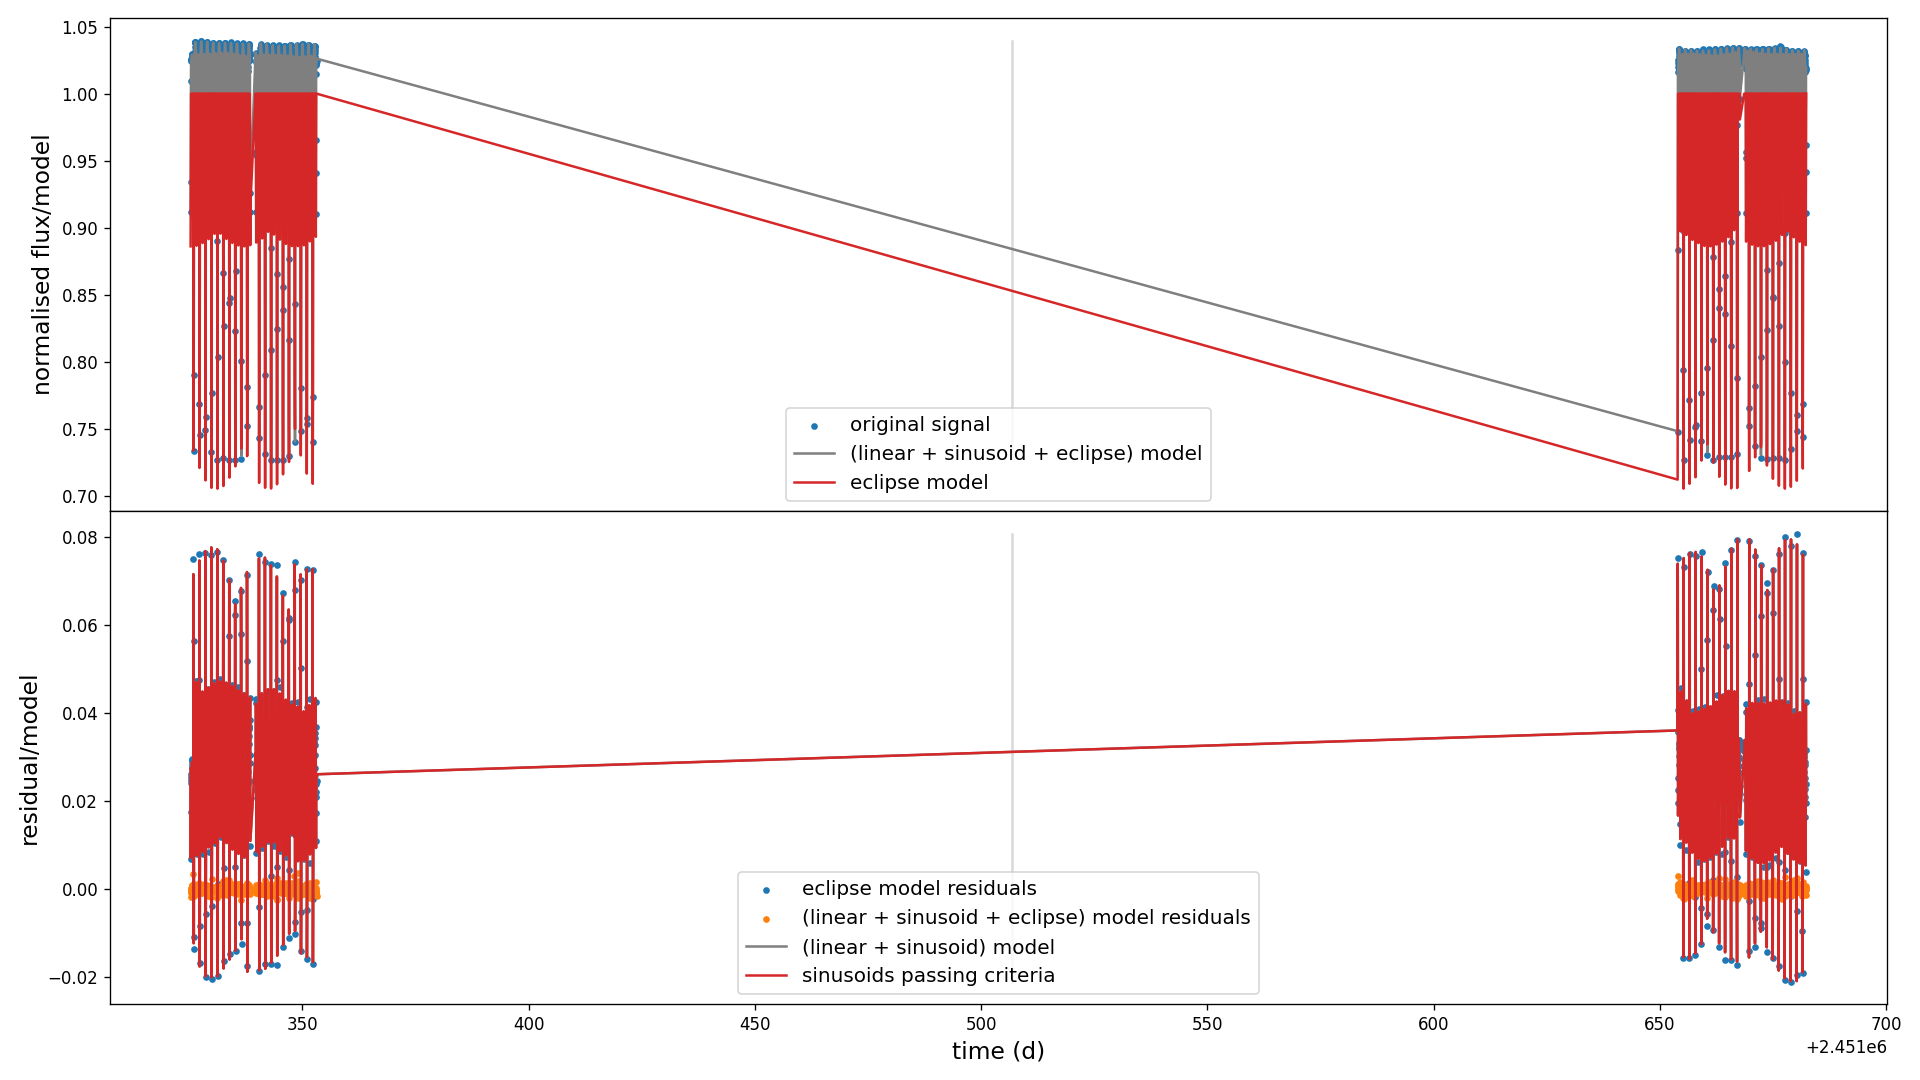 1.05
1.00
0.95
0.90
0.85
0.80
0.75
0.70
normalised flux/model
original signal
(linear + sinusoid + eclipse) model
eclipse model
0.08
0.06
0.04
0.02
0.00
−0.02
residual/model
eclipse model residuals
(linear + sinusoid + eclipse) model residuals
(linear + sinusoid) model
sinusoids passing criteria
350 400 450 500 550 600 650 700
+2.451e6
time (d)